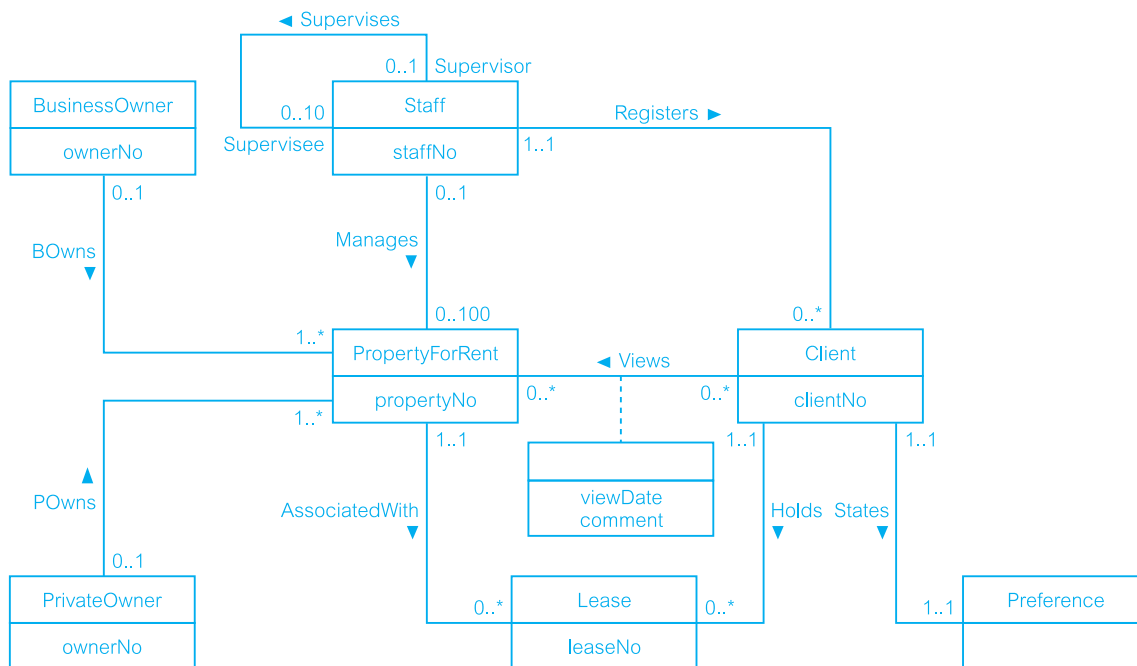 ◄ Supervises
0..1
Supervisor
BusinessOwner
Staff
0..10
Registers ►
ownerNo
Supervisee
staffNo
1..1
0..1
0..1
BOwns
▼
Manages
▼
0..100
0..*
1..*
PropertyForRent
◄ Views
Client
propertyNo
0..*
0..*
clientNo
1..*
1..1
1..1
1..1
▲
POwns
viewDate
comment
AssociatedWith
▼
Holds
▼
States
▼
0..1
PrivateOwner
0..*
Lease
0..*
1..1
Preference
ownerNo
leaseNo